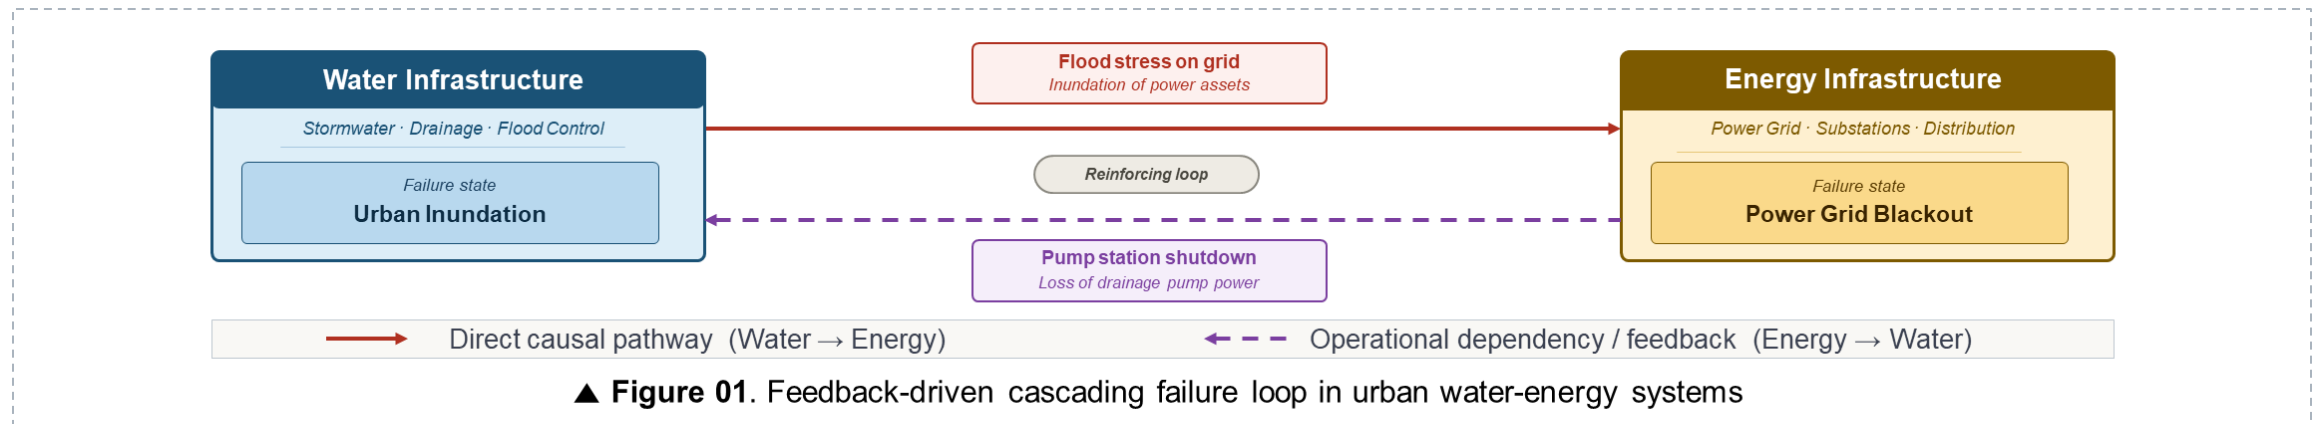 Water Infrastructure
Stormwater · Drainage · Flood Control
Failure state
Urban Inundation
Flood stress on grid
Inundation of power assets
Reinforcing loop
Pump station shutdown
Loss of drainage pump power
Energy Infrastructure
Power Grid · Substations · Distribution
Failure state
Power Grid Blackout
Direct causal pathway (Water → Energy)
Operational dependency / feedback (Energy → Water)
▲ Figure 01. Feedback-driven cascading failure loop in urban water-energy systems